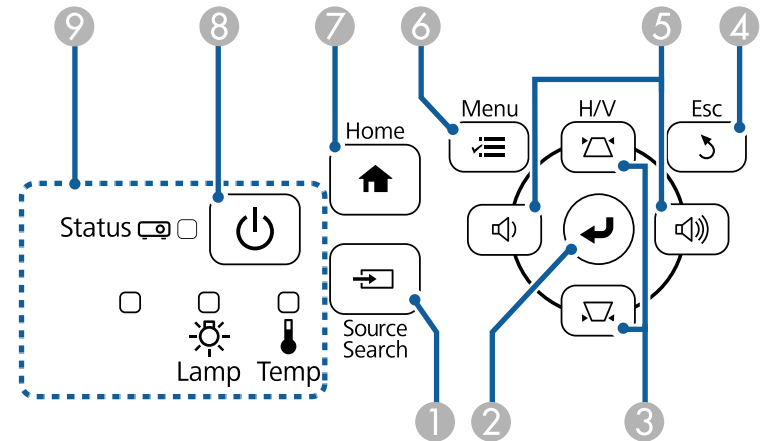 9 8 7 6 5 4
Menu H/V Esc
Home
Status
Source
Search
Lamp Temp
1 2 3